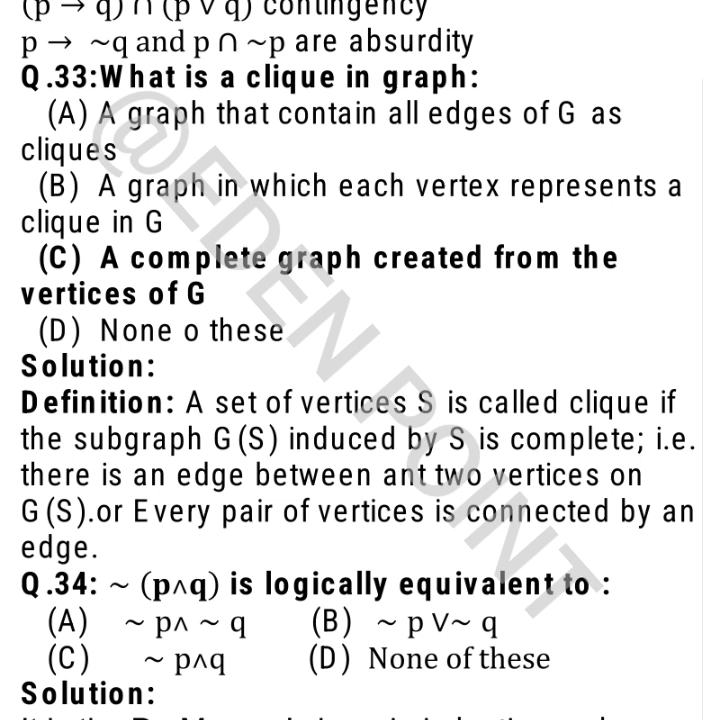 (p → q) ∩ (p ∨ q) contingency
p → ~q and p ∩ ~p are absurdity
Q.33:What is a clique in graph:
(A) A graph that contain all edges of G as
cliques
(B) A graph in which each vertex represents a
clique in G
(C) A complete graph created from the
vertices of G
(D) None o these
Solution:
Definition: A set of vertices S is called clique if
the subgraph G(S) induced by S is complete; i.e.
there is an edge between ant two vertices on
G(S).or Every pair of vertices is connected by an
edge.
Q.34: ~ (p∧q) is logically equivalent to :
(A) ~ p∧ ~ q (B) ~ p ∨~ q
(C) ~ p∧q (D) None of these
Solution:
@EDEN POINT